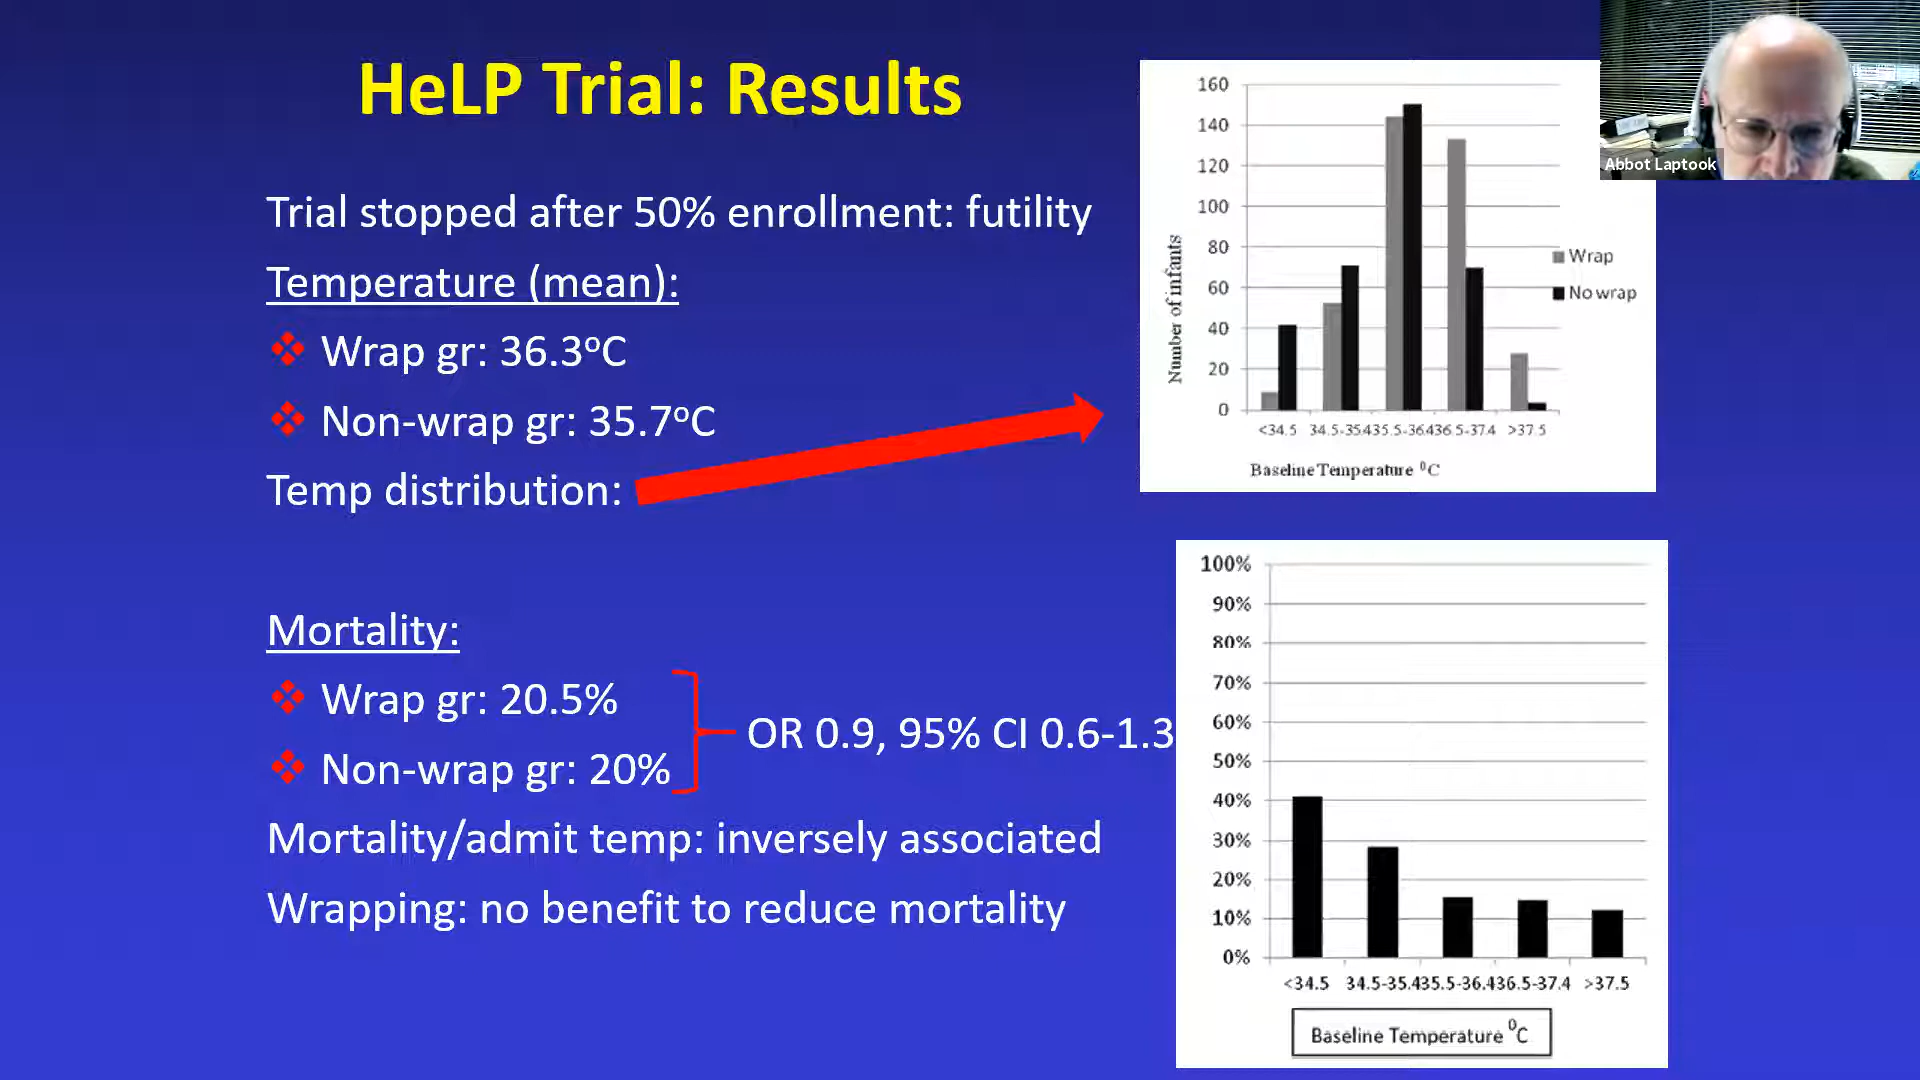 HeLP Trial: Results
Trial stopped after 50% enrollment: futility
Temperature (mean):
Wrap gr: 36.3⁰C
Non-wrap gr: 35.7⁰C
Temp distribution:
Mortality:
Wrap gr: 20.5%
Non-wrap gr: 20%
OR 0.9, 95% CI 0.6-1.3
Mortality/admit temp: inversely associated
Wrapping: no benefit to reduce mortality
160
140
120
100
80
60
40
20
0
Number of infants
Wrap
No wrap
<34.5 34.5-35.4 35.5-36.4 36.5-37.4 >37.5
Baseline Temperature ⁰C
Abbot Laptook
100%
90%
80%
70%
60%
50%
40%
30%
20%
10%
0%
<34.5 34.5-35.4 35.5-36.4 36.5-37.4 >37.5
Baseline Temperature ⁰C